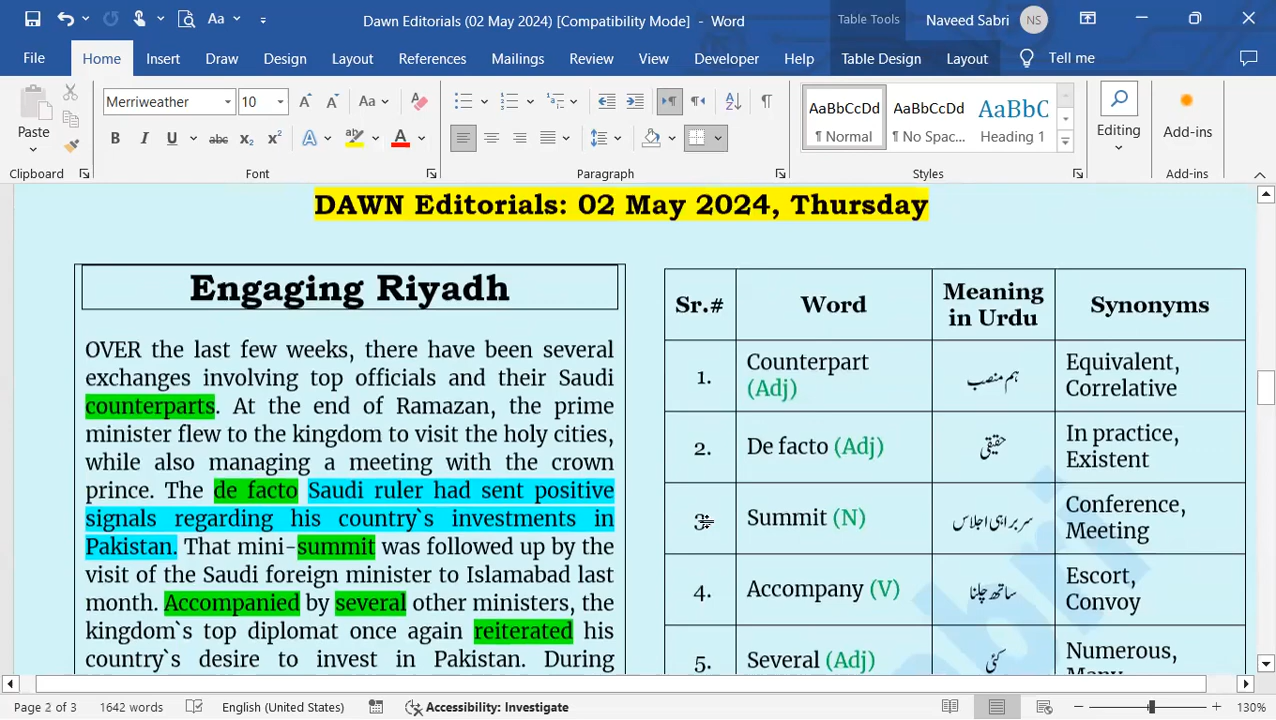 Aa
Dawn Editorials (02 May 2024) [Compatibility Mode] - Word
Table Tools
Naveed Sabri
NS
File
Home
Insert
Draw
Design
Layout
References
Mailings
Review
View
Developer
Help
Table Design
Layout
Tell me
Paste
Merriweather
10
A A Aa
B I U abc x₂ x²
A ab A
AaBbCcDd
¶ Normal
AaBbCcDd
¶ No Spac...
AaBbC
Heading 1
Editing
Add-ins
Clipboard
Font
Paragraph
Styles
Add-ins
DAWN Editorials: 02 May 2024, Thursday
Engaging Riyadh
OVER the last few weeks, there have been several
exchanges involving top officials and their Saudi
counterparts. At the end of Ramazan, the prime
minister flew to the kingdom to visit the holy cities,
while also managing a meeting with the crown
prince. The de facto Saudi ruler had sent positive
signals regarding his country`s investments in
Pakistan. That mini-summit was followed up by the
visit of the Saudi foreign minister to Islamabad last
month. Accompanied by several other ministers, the
kingdom`s top diplomat once again reiterated his
country`s desire to invest in Pakistan. During
Sr.#
Word
Meaning
in Urdu
Synonyms
1.
Counterpart
(Adj)
ہم منصب
Equivalent,
Correlative
2.
De facto (Adj)
حقیقی
In practice,
Existent
3.
Summit (N)
سربراہی اجلاس
Conference,
Meeting
4.
Accompany (V)
ساتھ چلنا
Escort,
Convoy
5.
Several (Adj)
کئی
Numerous,
Many
Page 2 of 3
1642 words
English (United States)
Accessibility: Investigate
130%